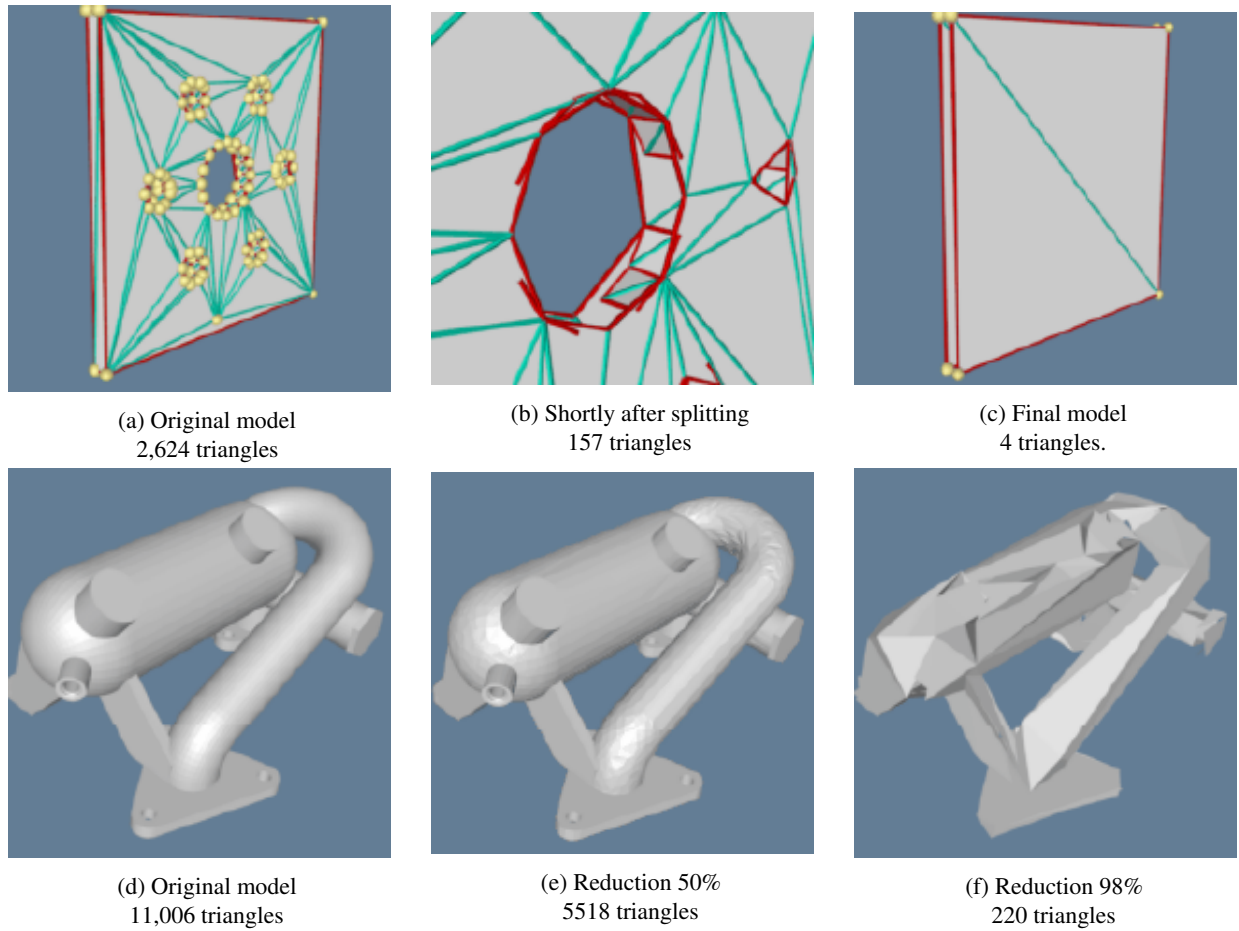 (a) Original model
2,624 triangles
(b) Shortly after splitting
157 triangles
(c) Final model
4 triangles.
(d) Original model
11,006 triangles
(e) Reduction 50%
5518 triangles
(f) Reduction 98%
220 triangles